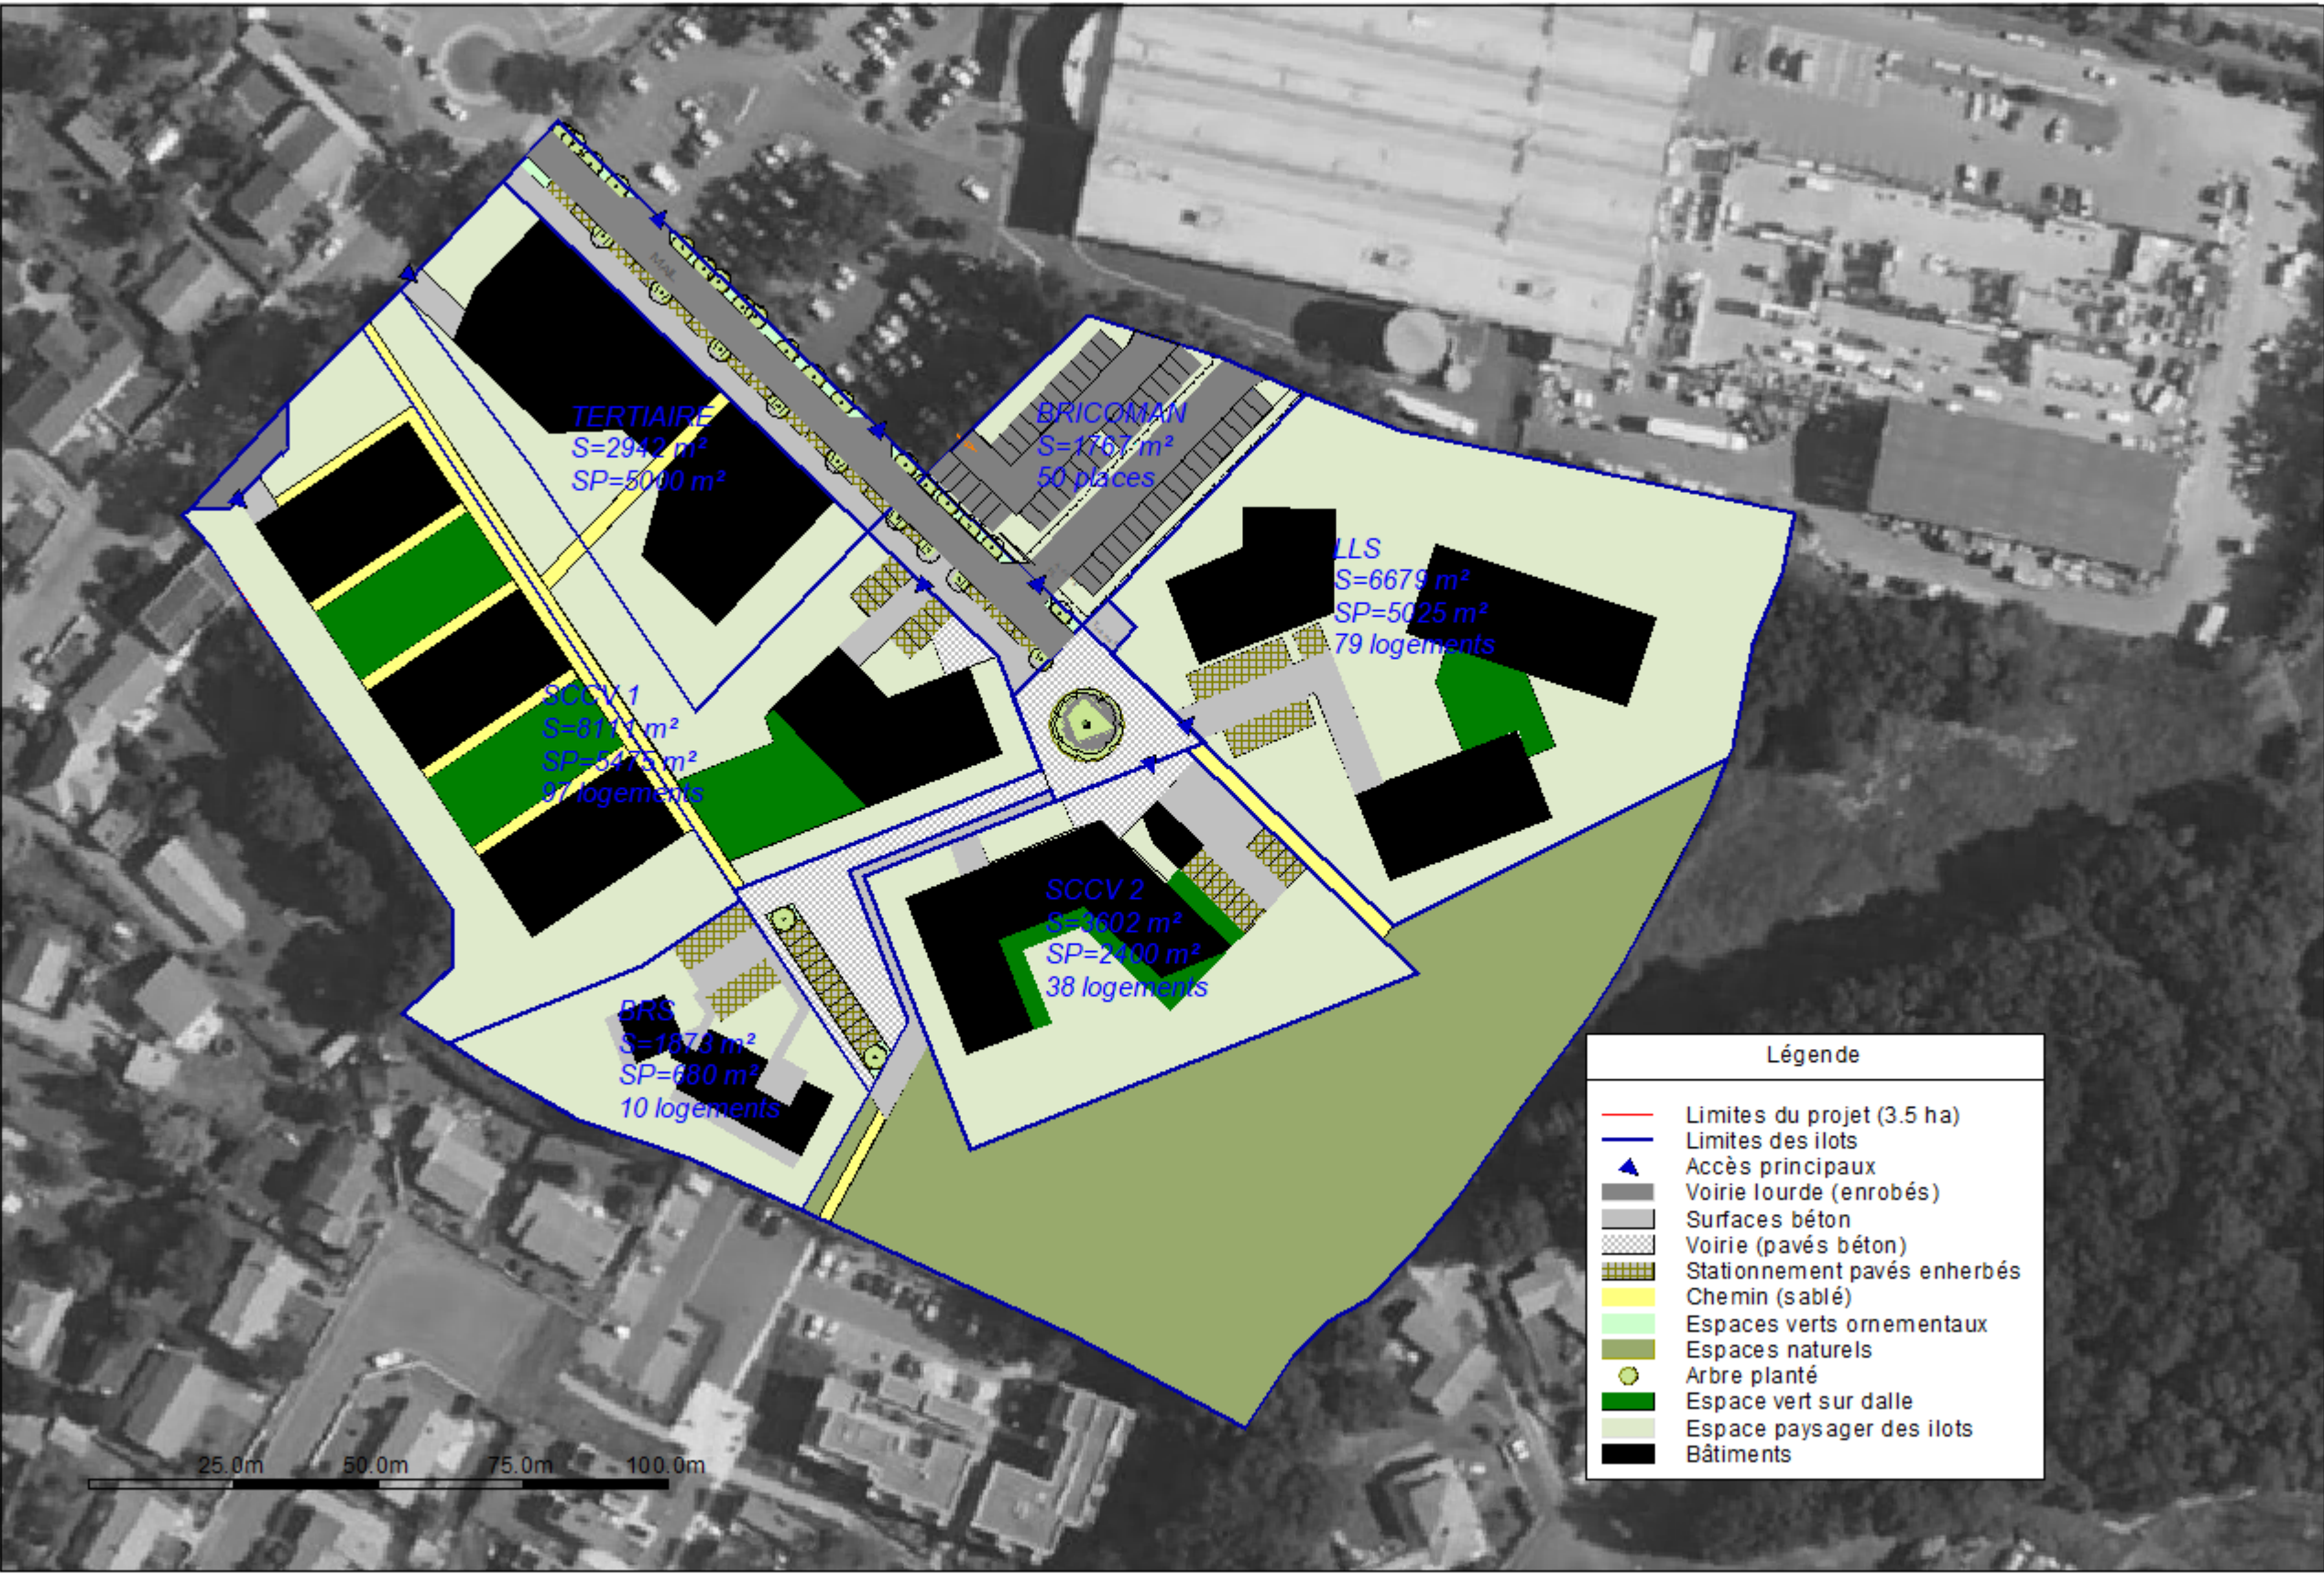 MAIL
TERTIAIRE
S=2942 m²
SP=5000 m²
BRICOMAN
S=1767 m²
50 places
LLS
S=6679 m²
SP=5025 m²
79 logements
SCCV 1
S=8111 m²
SP=5475 m²
97 logements
SCCV 2
S=3602 m²
SP=2400 m²
38 logements
BRS
S=1873 m²
SP=680 m²
10 logements
Légende
Limites du projet (3.5 ha)
Limites des ilots
Accès principaux
Voirie lourde (enrobés)
Surfaces béton
Voirie (pavés béton)
Stationnement pavés enherbés
Chemin (sablé)
Espaces verts ornementaux
Espaces naturels
Arbre planté
Espace vert sur dalle
Espace paysager des ilots
Bâtiments
25.0m 50.0m 75.0m 100.0m